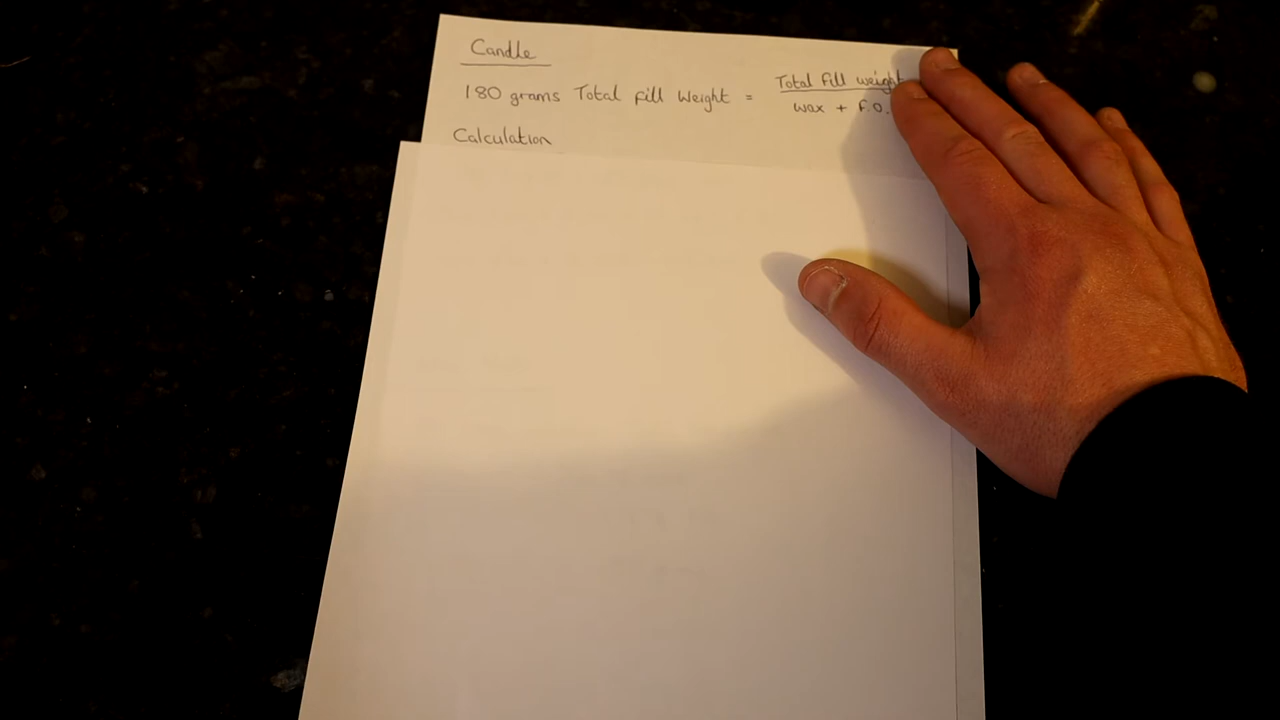 Candle
180 grams Total fill Weight = Total fill weight
wax + f.o.
Calculation